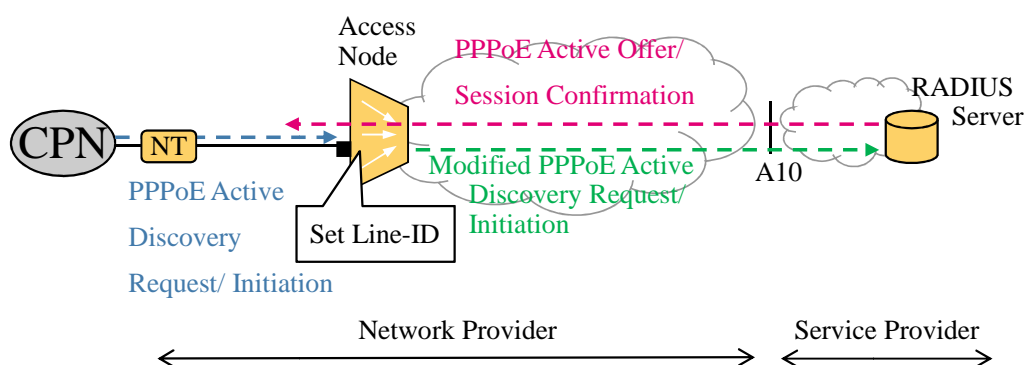 Access
Node
PPPoE Active Offer/
Session Confirmation
RADIUS
Server
CPN
NT
Modified PPPoE Active
Discovery Request/
Initiation
A10
PPPoE Active
Discovery
Request/ Initiation
Set Line-ID
Network Provider
Service Provider